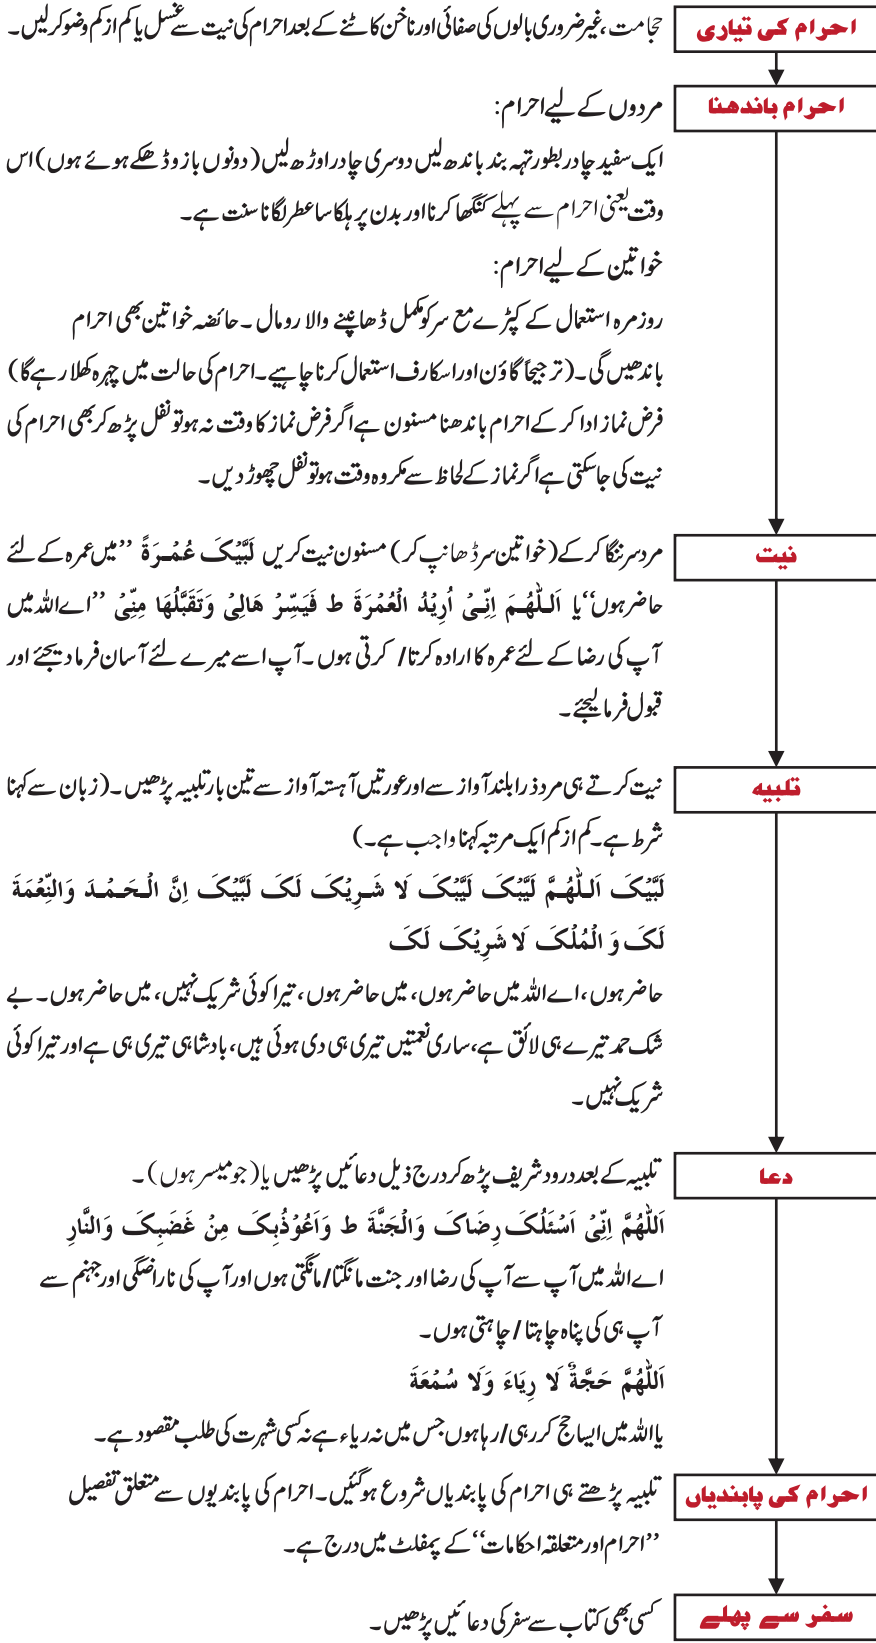 احرام کی تیاری
حجامت، غیر ضروری بالوں کی صفائی اور ناخن کاٹنے کے بعد احرام کی نیت سے غسل یا کم از کم وضو کرلیں۔
احرام باندھنا
مردوں کے لیے احرام:
ایک سفید چادر بطور تہہ بند باندھ لیں دوسری چادر اوڑھ لیں (دونوں بازو ڈھکے ہوئے ہوں) اس
وقت یعنی احرام سے پہلے کنگھا کرنا اور بدن پر ہلکا سا عطر لگانا سنت ہے۔
خواتین کے لیے احرام:
روزمرہ استعمال کے کپڑے مع سر کو مکمل ڈھانپنے والا رومال۔ حائضہ خواتین بھی احرام
باندھیں گی۔ (ترجیحاً گاؤن اور اسکارف استعمال کرنا چاہیے۔ احرام کی حالت میں چہرہ کھلا رہے گا)
فرض نماز ادا کر کے احرام باندھنا مسنون ہے اگر فرض نماز کا وقت نہ ہو تو نفل پڑھ کر بھی احرام کی
نیت کی جاسکتی ہے اگر نماز کے لحاظ سے مکروہ وقت ہو تو نفل چھوڑ دیں۔
نیت
مرد سر ننگا کر کے (خواتین سر ڈھانپ کر) مسنون نیت کریں لَبَّیْکَ عُمْرَۃً ”میں عمرہ کے لئے
حاضر ہوں“ یا اَللّٰھُمَّ اِنِّیْ اُرِیْدُ الْعُمْرَۃَ ط فَیَسِّرْ ھَالِیْ وَتَقَبَّلْھَا مِنِّیْ ”اے اللہ میں
آپ کی رضا کے لئے عمرہ کا ارادہ کرتا/ کرتی ہوں۔ آپ اسے میرے لئے آسان فرما دیجئے اور
قبول فرما لیجئے۔
تلبیہ
نیت کرتے ہی مرد ذرا بلند آواز سے اور عورتیں آہستہ آواز سے تین بار تلبیہ پڑھیں۔ (زبان سے کہنا
شرط ہے۔ کم از کم ایک مرتبہ کہنا واجب ہے۔)
لَبَّیْکَ اَللّٰھُمَّ لَبَّیْکَ لَبَّیْکَ لَا شَرِیْکَ لَکَ لَبَّیْکَ اِنَّ الْحَمْدَ وَالنِّعْمَۃَ
لَکَ وَ الْمُلْکَ لَا شَرِیْکَ لَکَ
حاضر ہوں، اے اللہ میں حاضر ہوں، میں حاضر ہوں، تیرا کوئی شریک نہیں، میں حاضر ہوں۔ بے
شک حمد تیرے ہی لائق ہے، ساری نعمتیں تیری ہی دی ہوئی ہیں، بادشاہی تیری ہی ہے اور تیرا کوئی
شریک نہیں۔
دعا
تلبیہ کے بعد درود شریف پڑھ کر درج ذیل دعائیں پڑھیں یا (جو میسر ہوں)۔
اَللّٰھُمَّ اِنِّیْ اَسْئَلُکَ رِضَاکَ وَالْجَنَّۃَ ط وَاَعُوْذُبِکَ مِنْ غَضَبِکَ وَالنَّارِ
اے اللہ میں آپ سے آپ کی رضا اور جنت مانگتا/ مانگتی ہوں اور آپ کی ناراضگی اور جہنم سے
آپ ہی کی پناہ چاہتا / چاہتی ہوں۔
اَللّٰھُمَّ حَجَّۃً لَا رِیَاءَ وَلَا سُمْعَۃَ
یا اللہ میں ایسا حج کر رہی/ رہا ہوں جس میں نہ ریاء ہے نہ کسی شہرت کی طلب مقصود ہے۔
احرام کی پابندیاں
تلبیہ پڑھتے ہی احرام کی پابندیاں شروع ہوگئیں۔ احرام کی پابندیوں سے متعلق تفصیل
”احرام اور متعلقہ احکامات“ کے پمفلٹ میں درج ہے۔
سفر سے پہلے
کسی بھی کتاب سے سفر کی دعائیں پڑھیں۔